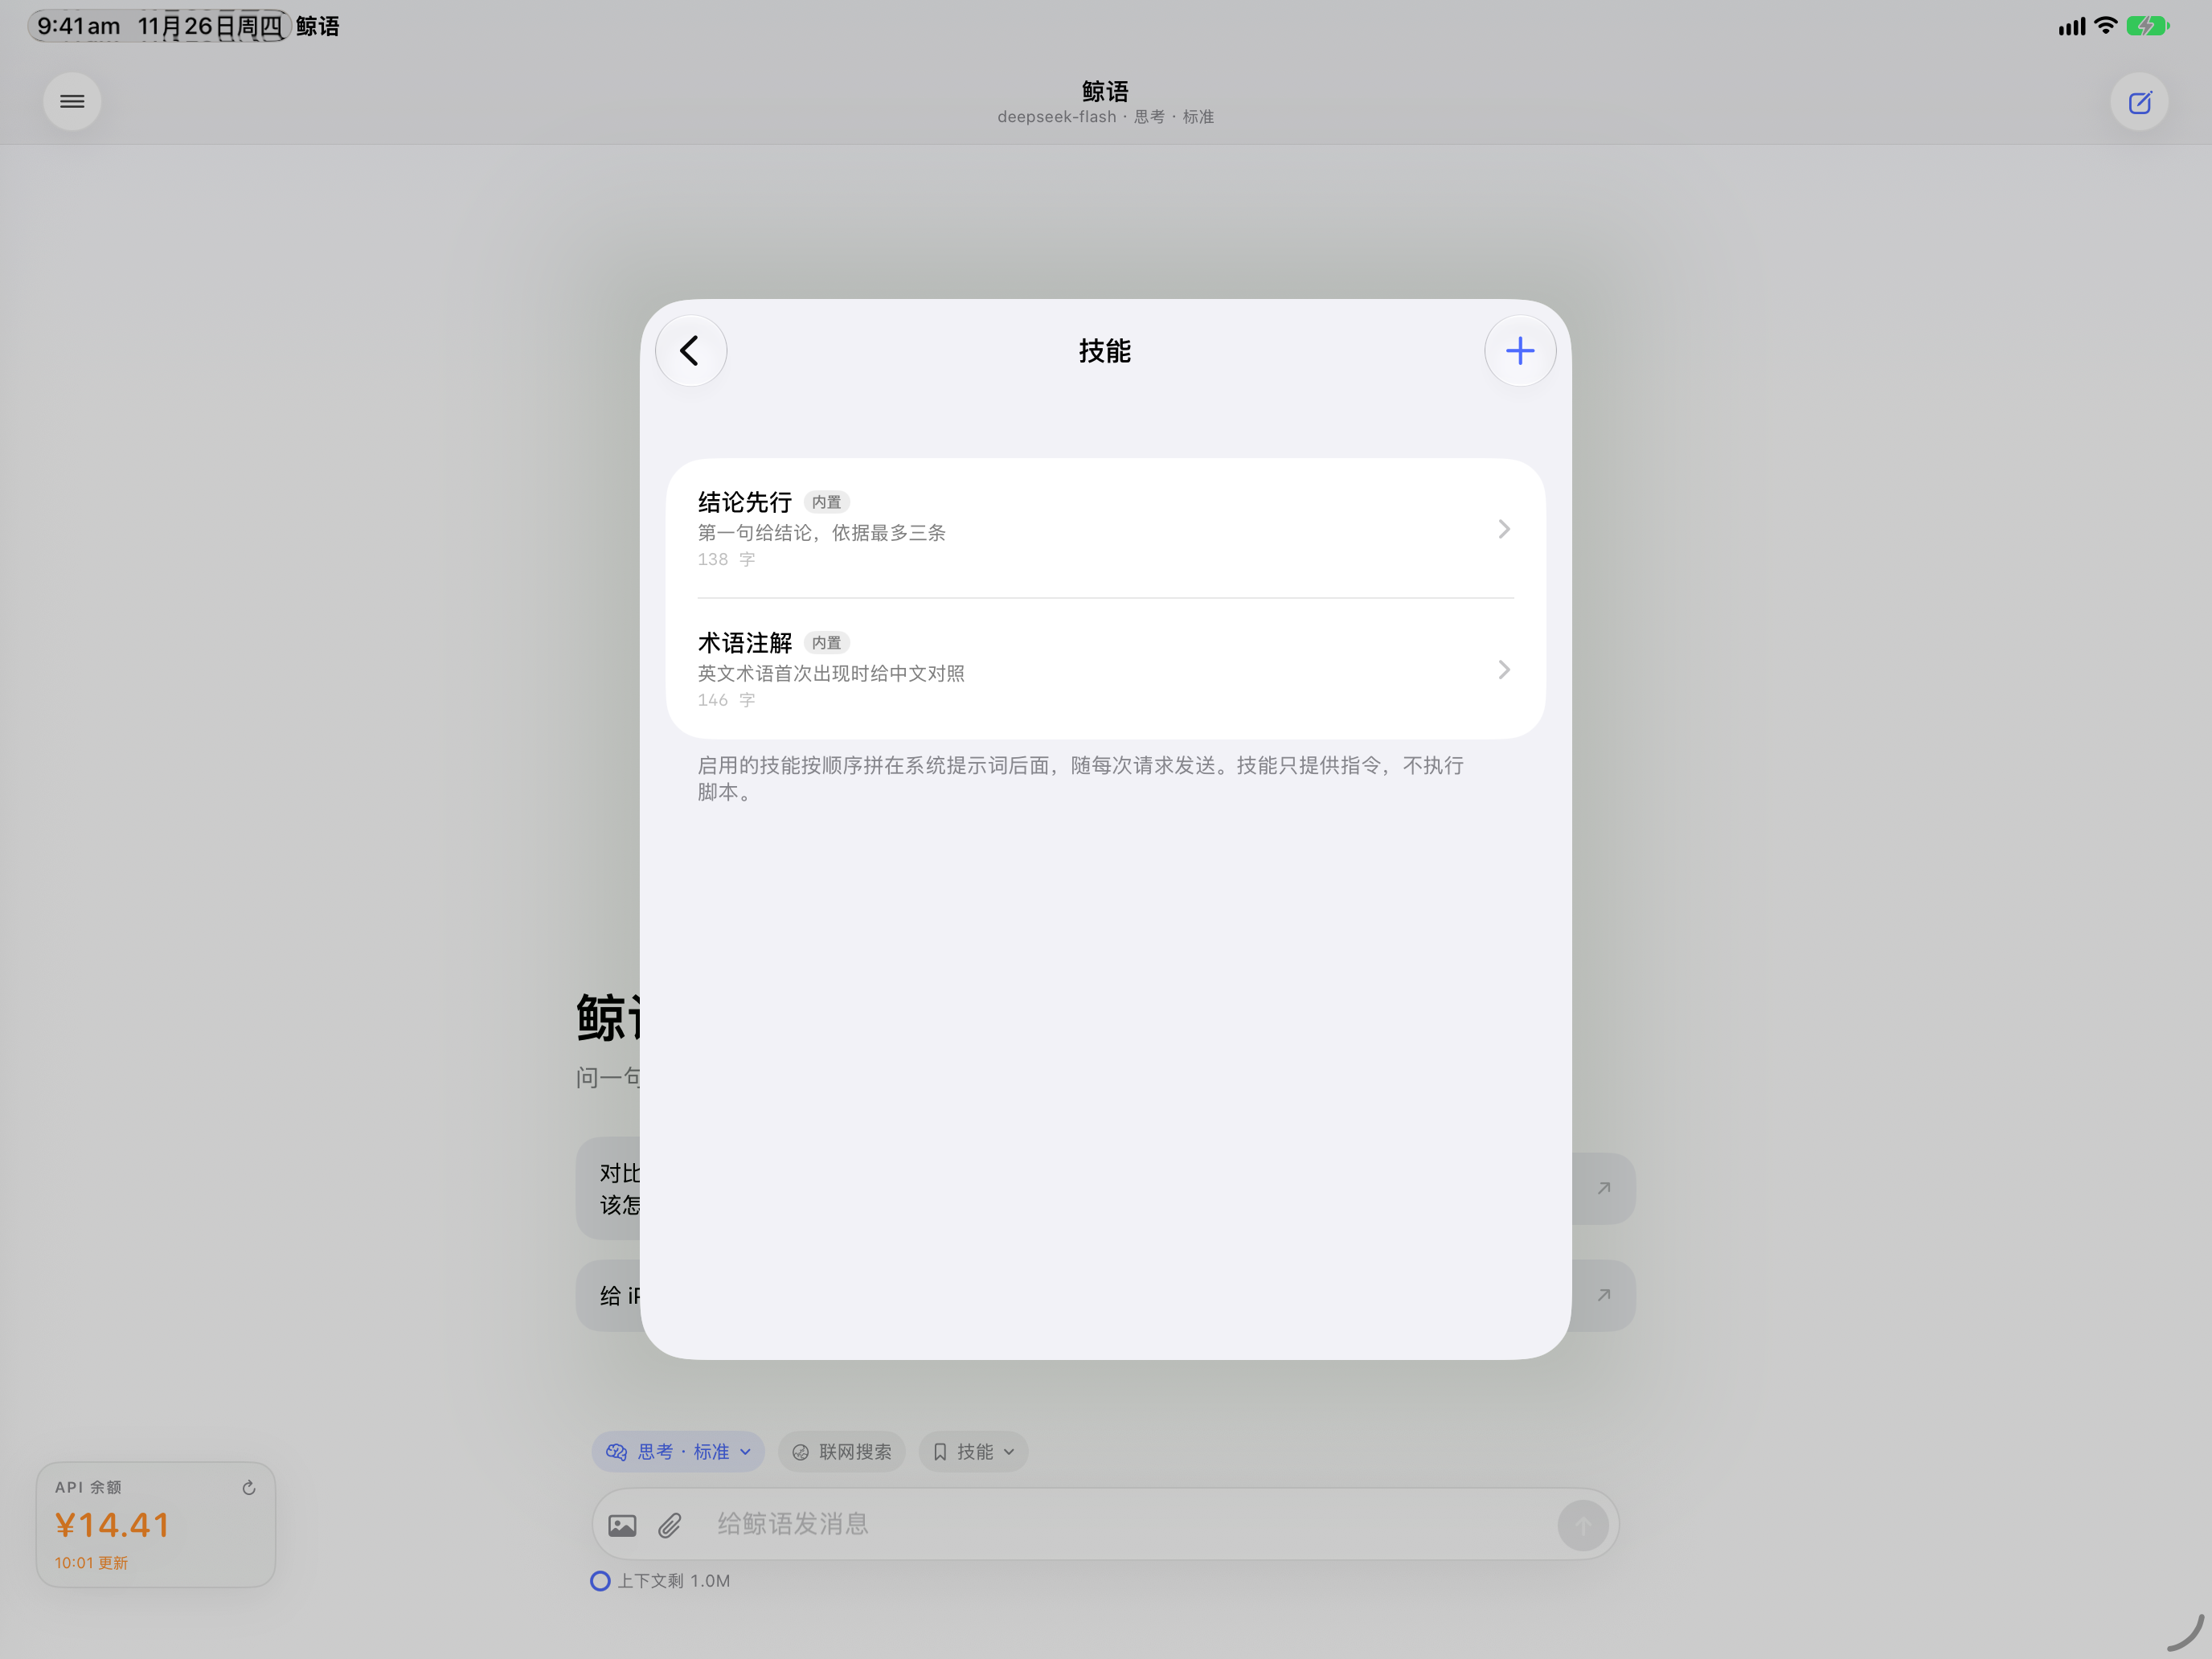 9:41am 11月26日周四 鲸语
鲸语
deepseek-flash · 思考 · 标准
技能
结论先行 内置
第一句给结论，依据最多三条
138 字
术语注解 内置
英文术语首次出现时给中文对照
146 字
启用的技能按顺序拼在系统提示词后面，随每次请求发送。技能只提供指令，不执行
脚本。
鲸
问一句
对比
该怎
给 iP
思考 · 标准 联网搜索 技能
API 余额
¥14.41
10:01 更新
给鲸语发消息
上下文剩 1.0M